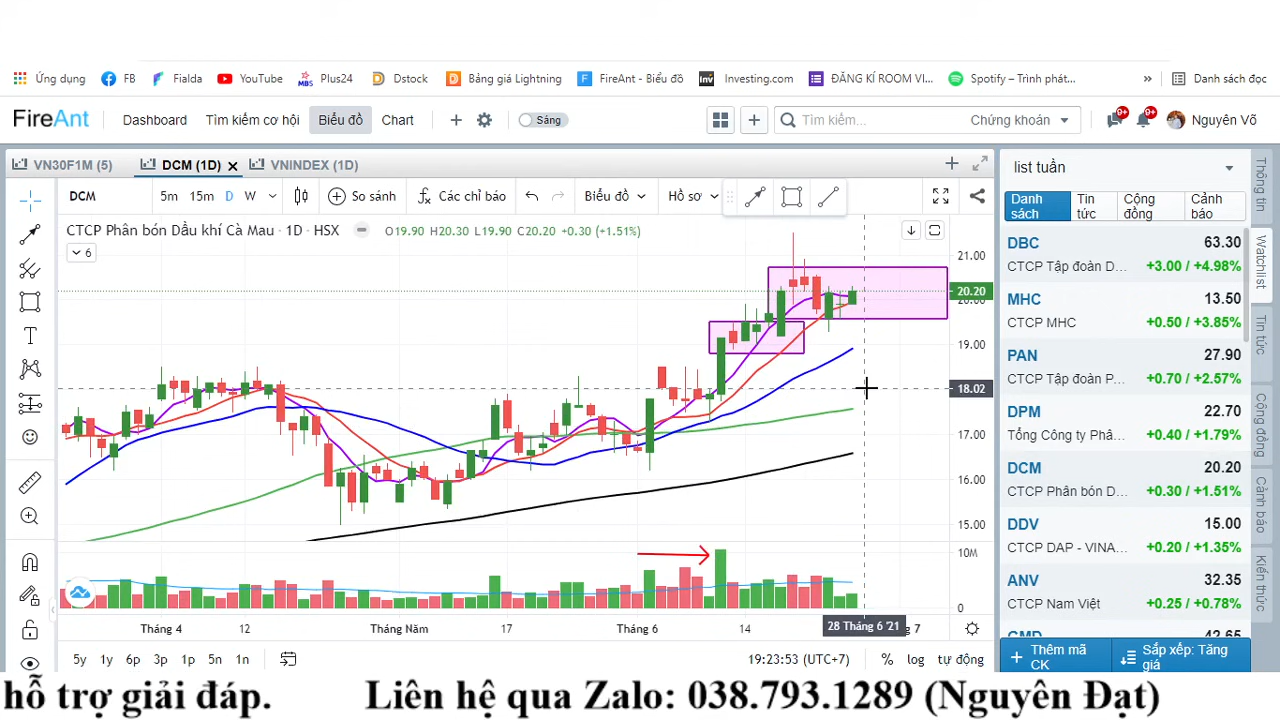 Ứng dụng FB Fialda YouTube Plus24 Dstock Bảng giá Lightning FireAnt - Biểu đồ Investing.com ĐĂNG KÍ ROOM VI... Spotify – Trình phát... » Danh sách đọc
FireAnt Dashboard Tìm kiếm cơ hội Biểu đồ Chart Sáng Tìm kiếm... Chứng khoán 9+ 9+ Nguyên Võ
VN30F1M (5) DCM (1D) VNINDEX (1D)
DCM 5m 15m D W So sánh Các chỉ báo Biểu đồ Hồ sơ
CTCP Phân bón Dầu khí Cà Mau · 1D · HSX O19.90 H20.30 L19.90 C20.20 +0.30 (+1.51%)
6
21.00
20.20
20.00
19.00
18.02
17.00
16.00
15.00
10M
0
Tháng 4 12 Tháng Năm 17 Tháng 6 14 28 Tháng 6 '21 g 7
5y 1y 6p 3p 1p 5n 1n 19:23:53 (UTC+7) % log tự động
list tuần
Danh sách
Tin tức
Cộng đồng
Cảnh báo
DBC 63.30
CTCP Tập đoàn D... +3.00 / +4.98%
MHC 13.50
CTCP MHC +0.50 / +3.85%
PAN 27.90
CTCP Tập đoàn P... +0.70 / +2.57%
DPM 22.70
Tổng Công ty Phâ... +0.40 / +1.79%
DCM 20.20
CTCP Phân bón D... +0.30 / +1.51%
DDV 15.00
CTCP DAP - VINA... +0.20 / +1.35%
ANV 32.35
CTCP Nam Việt +0.25 / +0.78%
GMD 42.65
Thêm mã CK
Sắp xếp: Tăng giá
Thông tin
Watchlist
Tin tức
Cộng đồng
Cảnh báo
Kiến thức
hỗ trợ giải đáp. Liên hệ qua Zalo: 038.793.1289 (Nguyên Đạt)